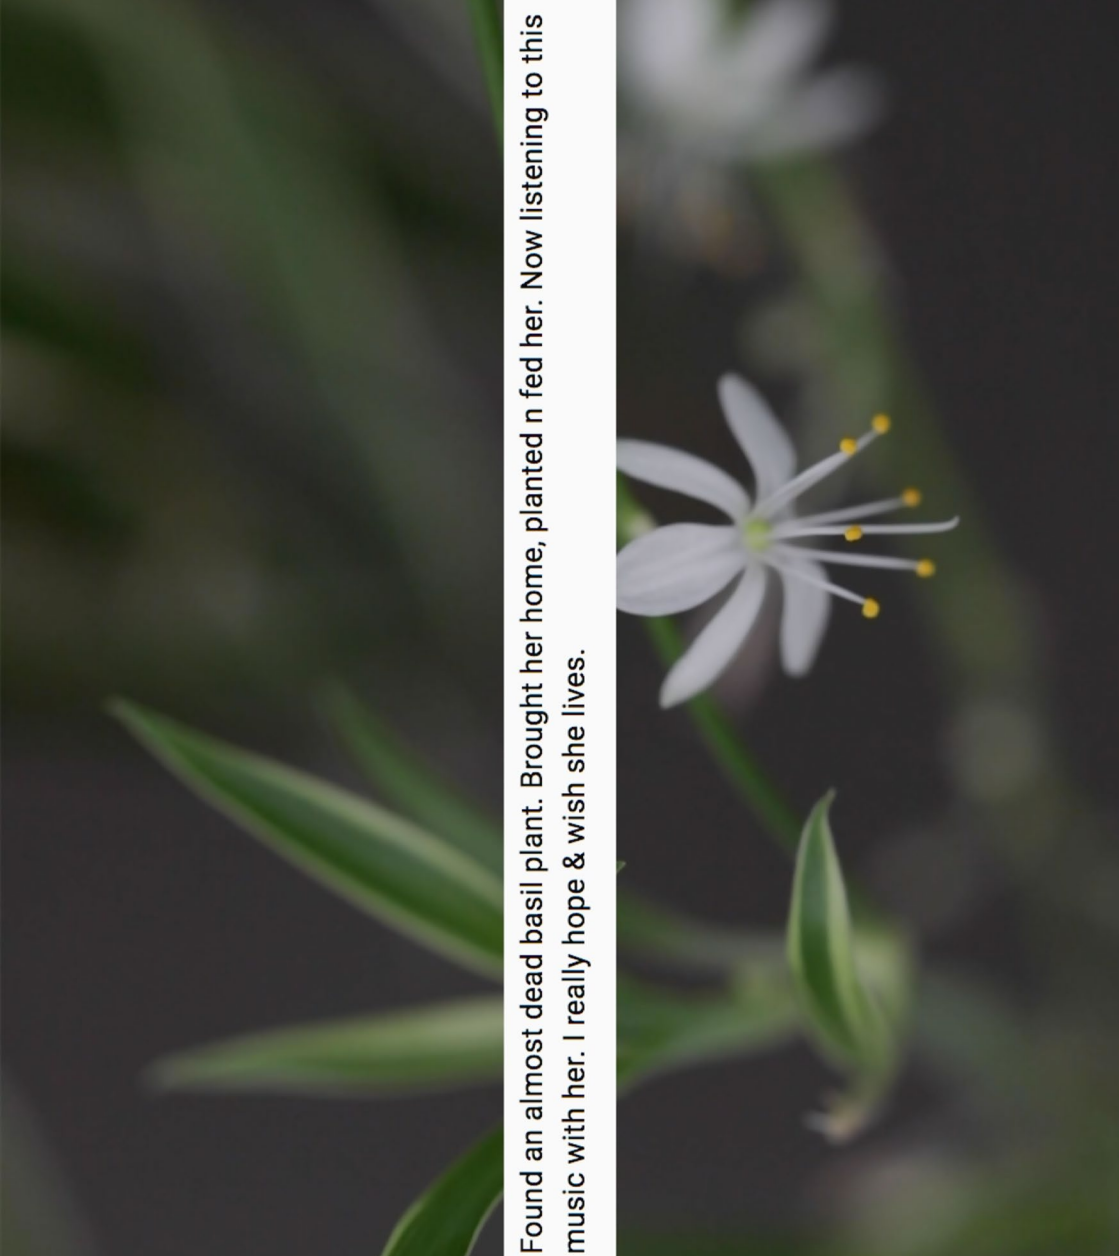 Found an almost dead basil plant. Brought her home, planted n fed her. Now listening to this
music with her. I really hope & wish she lives.